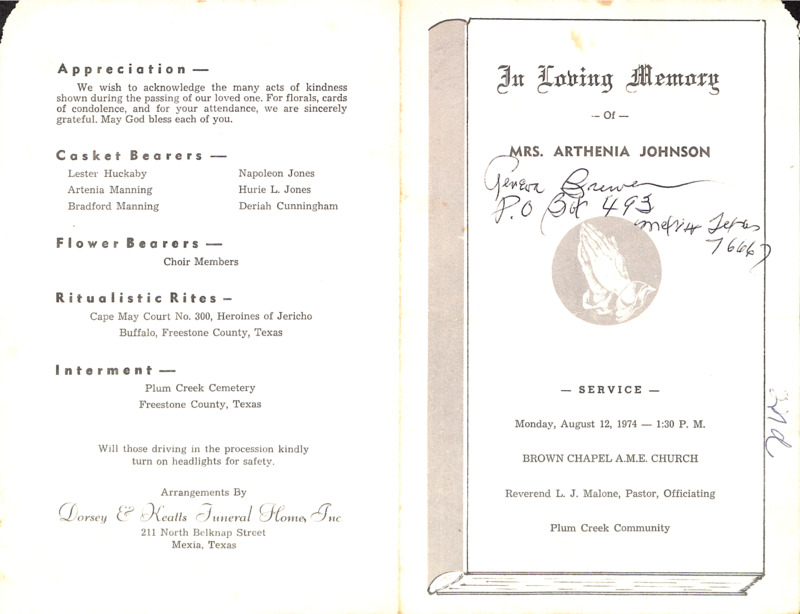 Appreciation —
We wish to acknowledge the many acts of kindness
shown during the passing of our loved one. For florals, cards
of condolence, and for your attendance, we are sincerely
grateful. May God bless each of you.
Casket Bearers —
Lester Huckaby Napoleon Jones
Artenia Manning Hurie L. Jones
Bradford Manning Deriah Cunningham
Flower Bearers —
Choir Members
Ritualistic Rites –
Cape May Court No. 300, Heroines of Jericho
Buffalo, Freestone County, Texas
Interment —
Plum Creek Cemetery
Freestone County, Texas
Will those driving in the procession kindly
turn on headlights for safety.
Arrangements By
Dorsey & Keatts Funeral Home, Inc
211 North Belknap Street
Mexia, Texas
In Loving Memory
— Of —
MRS. ARTHENIA JOHNSON
Geneva Brewer
P.O Box 493
Texas
76667
— SERVICE —
Monday, August 12, 1974 — 1:30 P. M.
BROWN CHAPEL A.M.E. CHURCH
Reverend L. J. Malone, Pastor, Officiating
Plum Creek Community